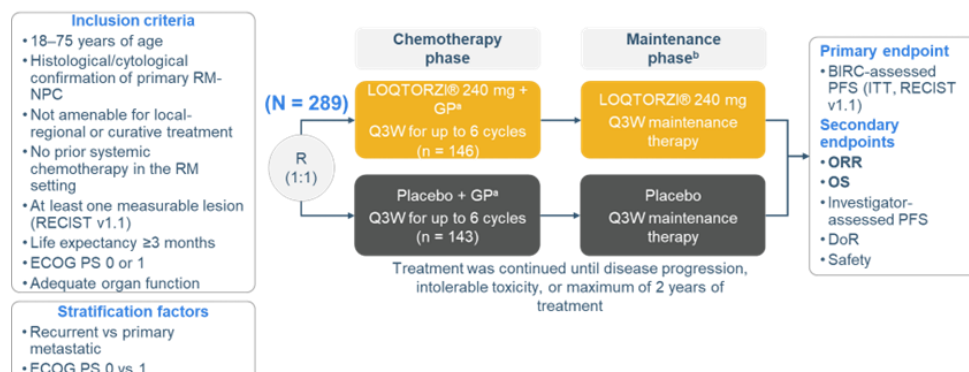 Inclusion criteria
• 18–75 years of age
• Histological/cytological
confirmation of primary RM-
NPC
• Not amenable for local-
regional or curative treatment
• No prior systemic
chemotherapy in the RM
setting
• At least one measurable lesion
(RECIST v1.1)
• Life expectancy ≥3 months
• ECOG PS 0 or 1
• Adequate organ function
Stratification factors
• Recurrent vs primary
metastatic
• ECOG PS 0 vs 1
(N = 289)
R
(1:1)
Chemotherapy
phase
LOQTORZI® 240 mg +
GPᵃ
Q3W for up to 6 cycles
(n = 146)
Placebo + GPᵃ
Q3W for up to 6 cycles
(n = 143)
Maintenance
phaseᵇ
LOQTORZI® 240 mg
Q3W maintenance
therapy
Placebo
Q3W maintenance
therapy
Treatment was continued until disease progression,
intolerable toxicity, or maximum of 2 years of
treatment
Primary endpoint
• BIRC-assessed
PFS (ITT, RECIST
v1.1)
Secondary
endpoints
• ORR
• OS
• Investigator-
assessed PFS
• DoR
• Safety